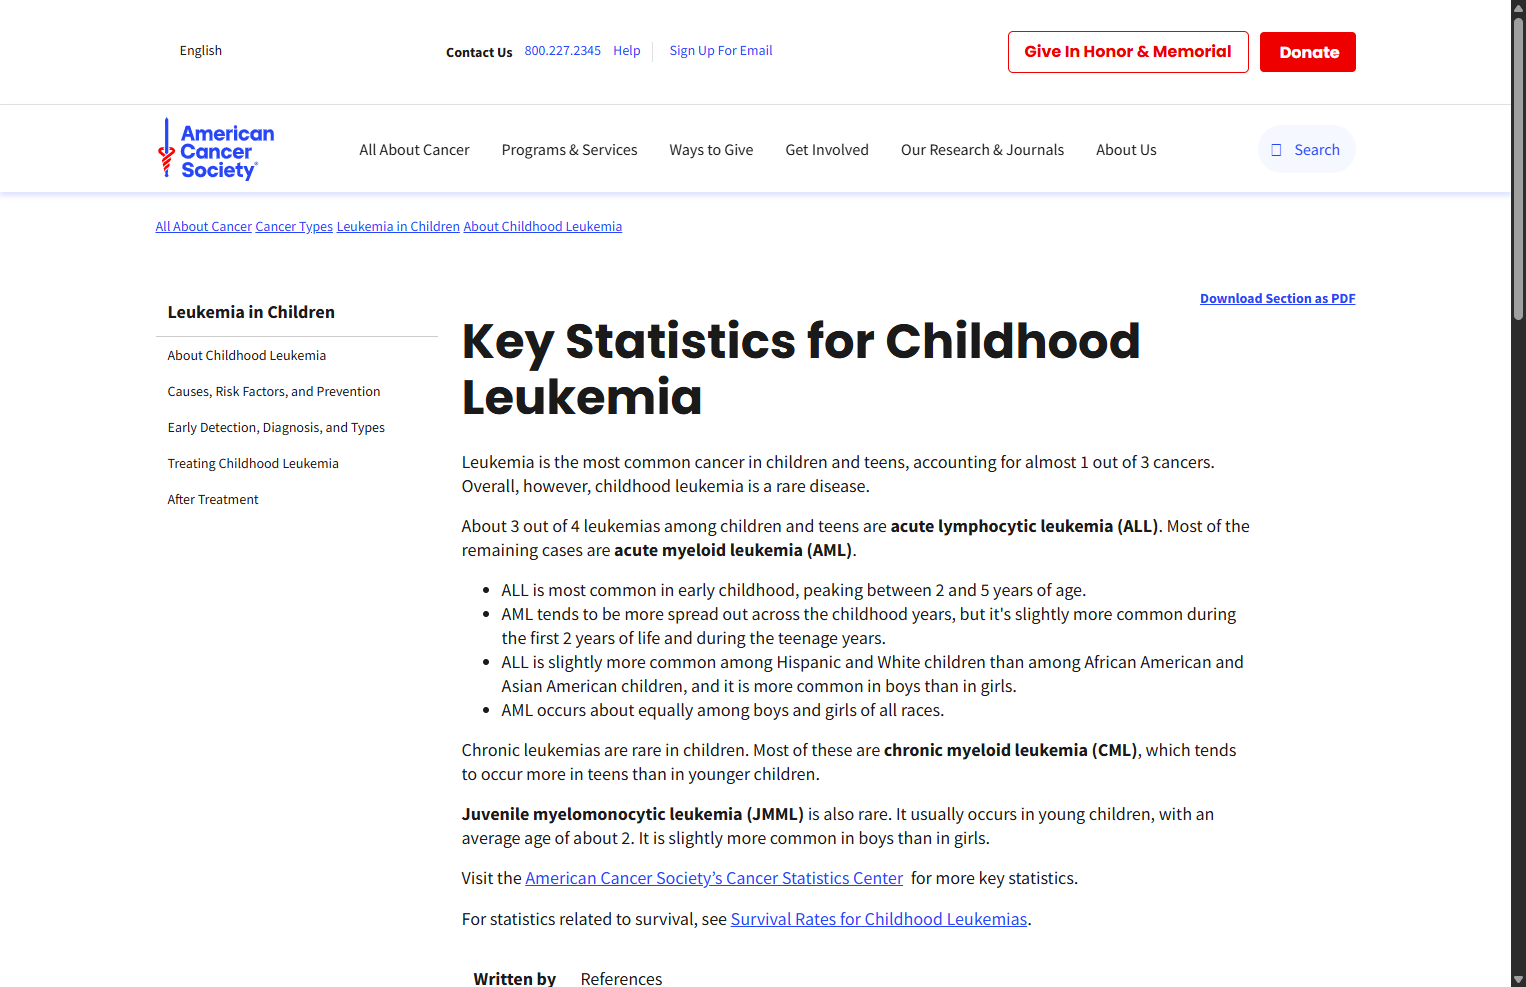 English
Contact Us 800.227.2345 Help Sign Up For Email
Give In Honor & Memorial
Donate
American
Cancer
Society®
All About Cancer
Programs & Services
Ways to Give
Get Involved
Our Research & Journals
About Us
Search
All About Cancer Cancer Types Leukemia in Children About Childhood Leukemia
Leukemia in Children
About Childhood Leukemia
Causes, Risk Factors, and Prevention
Early Detection, Diagnosis, and Types
Treating Childhood Leukemia
After Treatment
Download Section as PDF
Key Statistics for Childhood
Leukemia
Leukemia is the most common cancer in children and teens, accounting for almost 1 out of 3 cancers.
Overall, however, childhood leukemia is a rare disease.
About 3 out of 4 leukemias among children and teens are acute lymphocytic leukemia (ALL). Most of the
remaining cases are acute myeloid leukemia (AML).
• ALL is most common in early childhood, peaking between 2 and 5 years of age.
• AML tends to be more spread out across the childhood years, but it's slightly more common during
the first 2 years of life and during the teenage years.
• ALL is slightly more common among Hispanic and White children than among African American and
Asian American children, and it is more common in boys than in girls.
• AML occurs about equally among boys and girls of all races.
Chronic leukemias are rare in children. Most of these are chronic myeloid leukemia (CML), which tends
to occur more in teens than in younger children.
Juvenile myelomonocytic leukemia (JMML) is also rare. It usually occurs in young children, with an
average age of about 2. It is slightly more common in boys than in girls.
Visit the American Cancer Society’s Cancer Statistics Center for more key statistics.
For statistics related to survival, see Survival Rates for Childhood Leukemias.
Written by References